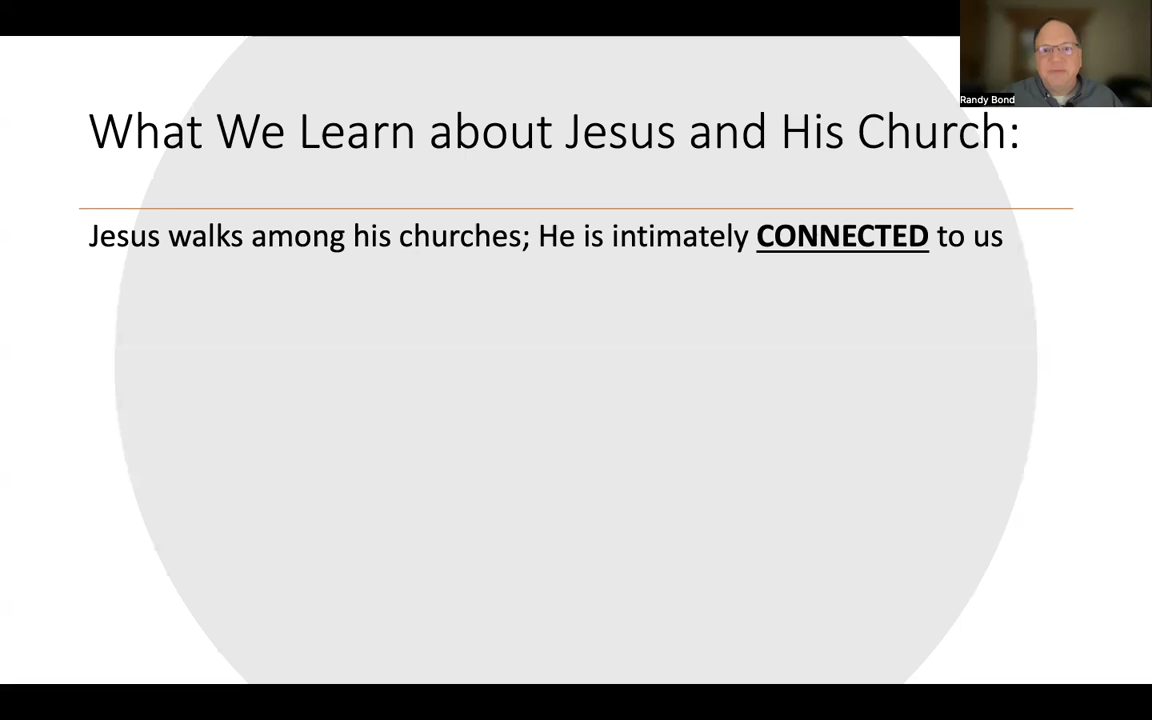 Randy Bond
What We Learn about Jesus and His Church:
Jesus walks among his churches; He is intimately CONNECTED to us